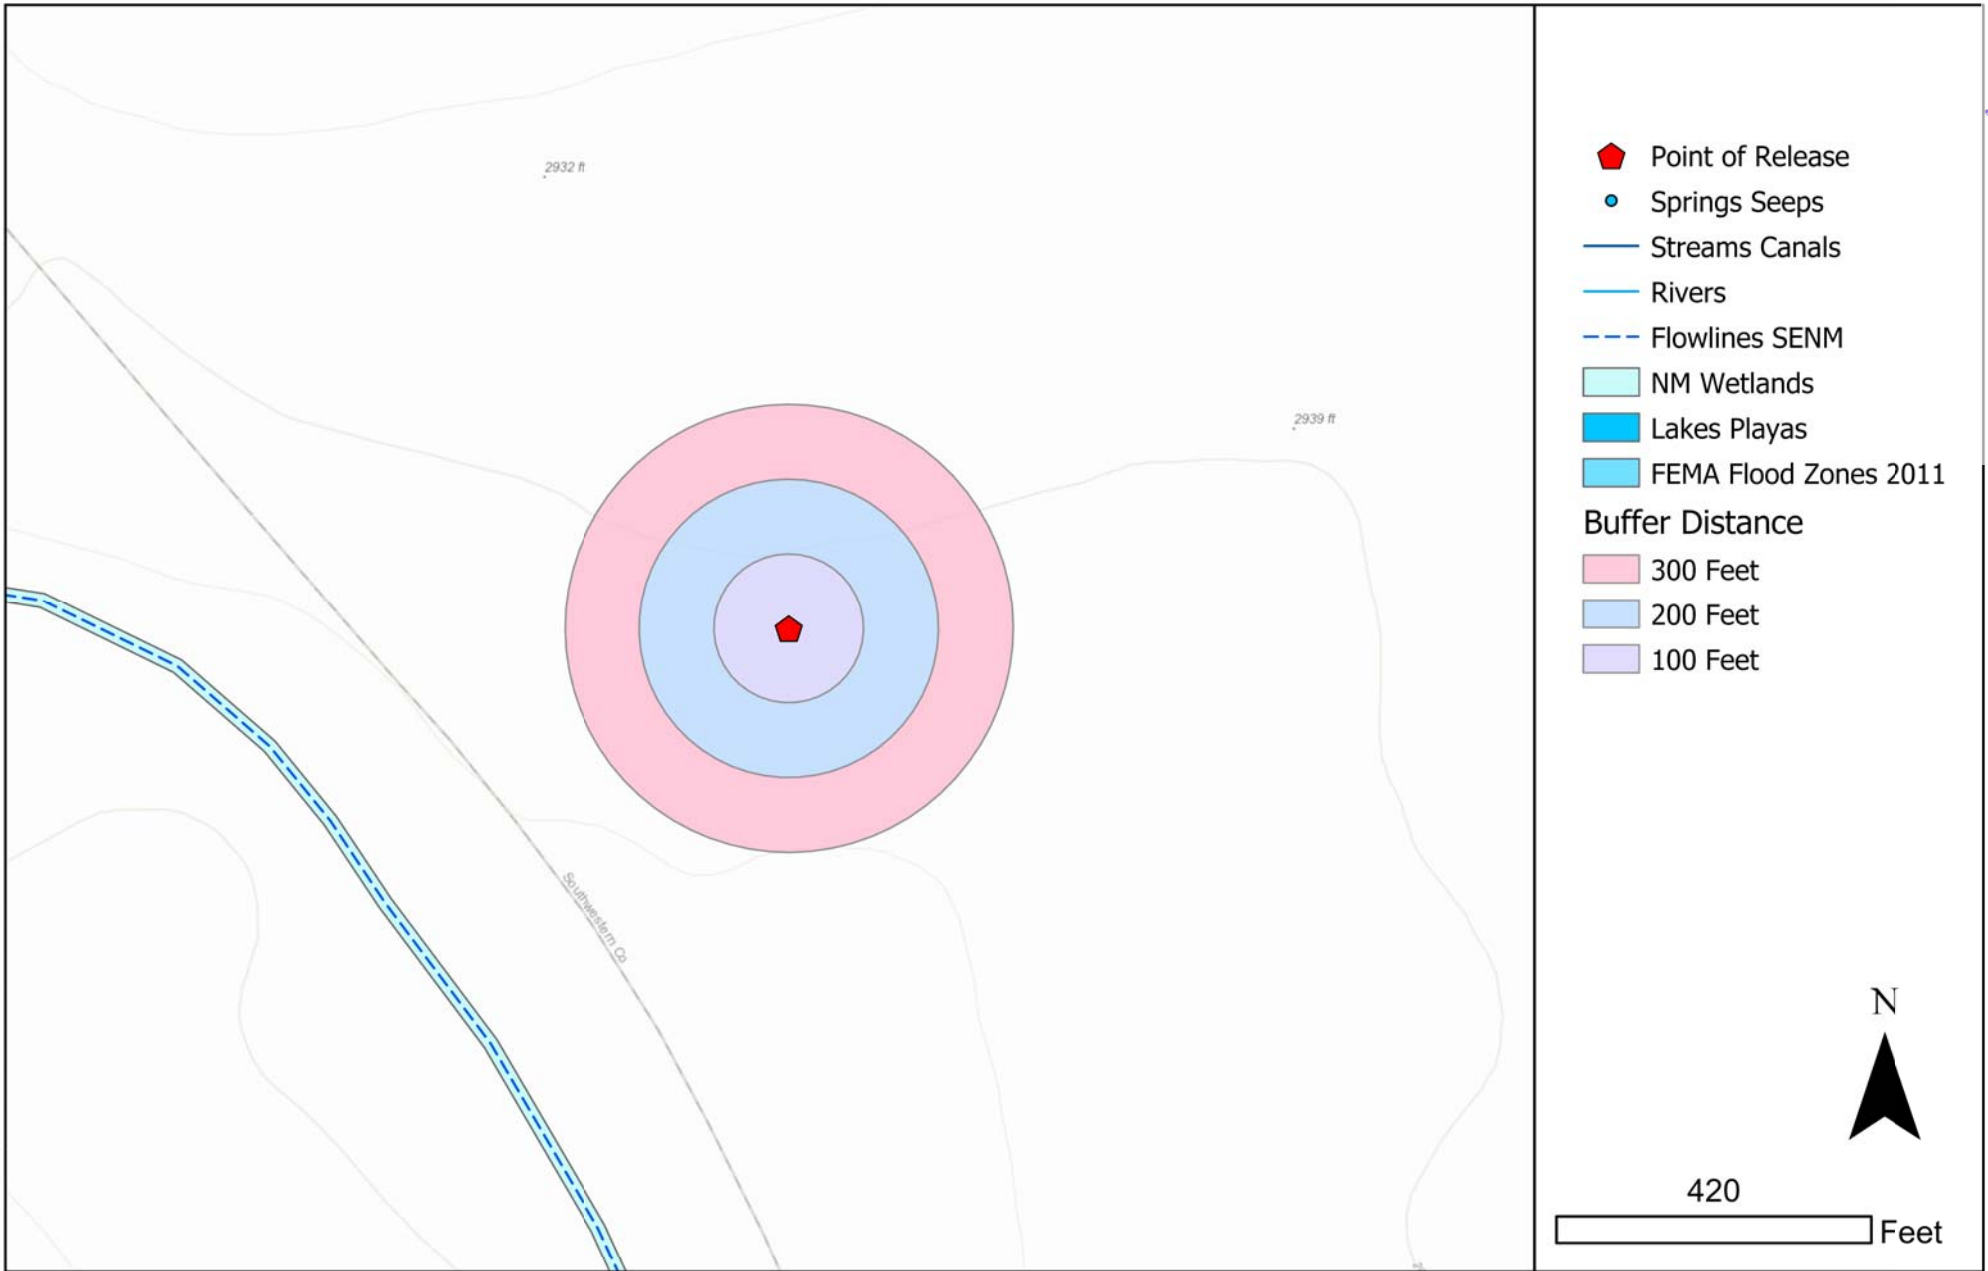 2932 ft
2939 ft
Southwestern Co
Point of Release
Springs Seeps
Streams Canals
Rivers
Flowlines SENM
NM Wetlands
Lakes Playas
FEMA Flood Zones 2011
Buffer Distance
300 Feet
200 Feet
100 Feet
N
420
Feet